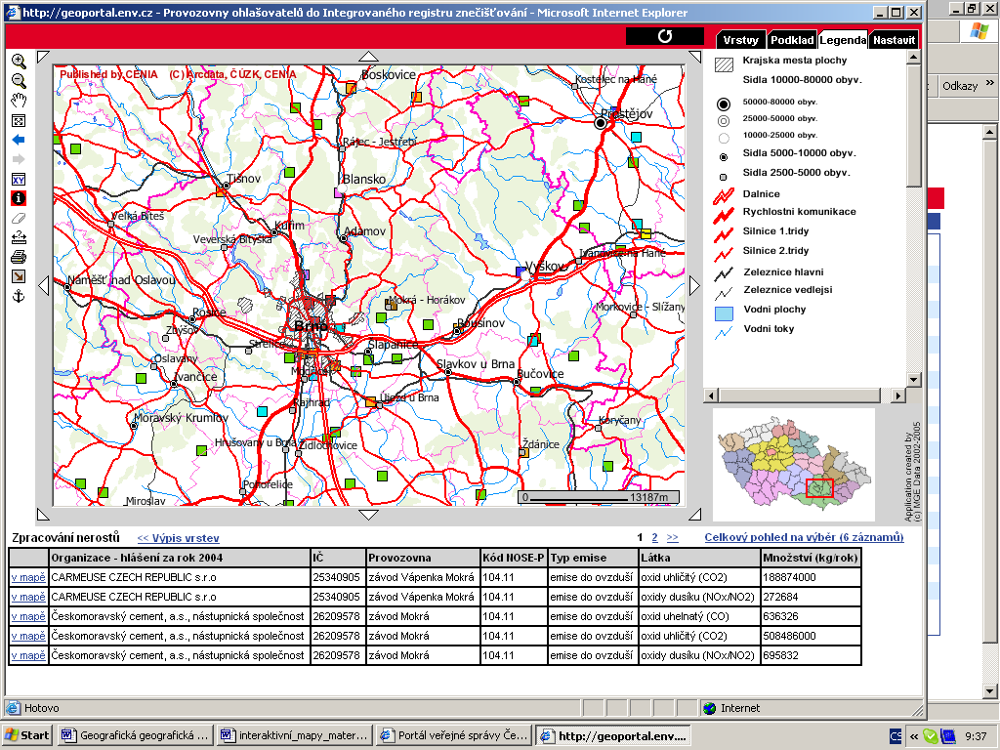 http://geoportal.env.cz - Provozovny ohlašovatelů do Integrovaného registru znečišťování - Microsoft Internet Explorer
Vrstvy Podklad Legenda Nastavit
Odkazy »
Published by CENIA (C) Arcdata, ČÚZK, CENIA
Boskovice
Kostelec na Hané
Prostějov
Rájec - Jestřebí
Tišnov
Blansko
Velká Bíteš
Kuřim
Adamov
Veverská Bítýška
Ivanovice na Hané
Vyškov
Náměšť nad Oslavou
Mokrá - Horákov
Morkovice - Slížany
Rosice
Brno
Rousínov
Zbýšov
Střelice
Šlapanice
Oslavany
Slavkov u Brna
Ivančice
Modřice
Bučovice
Rajhrad
Újezd u Brna
Moravský Krumlov
Koryčany
Hrušovany u Brna
Židlochovice
Ždánice
Pohořelice
Miroslav
0 13187m
Krajska mesta plochy
Sidla 10000-80000 obyv.
50000-80000 obyv.
25000-50000 obyv.
10000-25000 obyv.
Sidla 5000-10000 obyv.
Sidla 2500-5000 obyv.
Dalnice
Rychlostni komunikace
Silnice 1.tridy
Silnice 2.tridy
Zeleznice hlavni
Zeleznice vedlejsi
Vodni plochy
Vodni toky
Application created by
(c) MGE Data 2002-2005
XY
i
Zpracování nerostů << Výpis vrstev 1 2 >> Celkový pohled na výběr (6 záznamů)
Organizace - hlášení za rok 2004 IČ Provozovna Kód NOSE-P Typ emise Látka Množství (kg/rok)
v mapě CARMEUSE CZECH REPUBLIC s.r.o 25340905 závod Vápenka Mokrá 104.11 emise do ovzduší oxid uhličitý (CO2) 188874000
v mapě CARMEUSE CZECH REPUBLIC s.r.o 25340905 závod Vápenka Mokrá 104.11 emise do ovzduší oxidy dusíku (NOx/NO2) 272684
v mapě Českomoravský cement, a.s., nástupnická společnost 26209578 závod Mokrá 104.11 emise do ovzduší oxid uhelnatý (CO) 636326
v mapě Českomoravský cement, a.s., nástupnická společnost 26209578 závod Mokrá 104.11 emise do ovzduší oxid uhličitý (CO2) 508486000
v mapě Českomoravský cement, a.s., nástupnická společnost 26209578 závod Mokrá 104.11 emise do ovzduší oxidy dusíku (NOx/NO2) 695832
Hotovo Internet
Start Geografická geografická ... interaktivní_mapy_mater... Portál veřejné správy Če... http://geoportal.env.... CS « 9:37